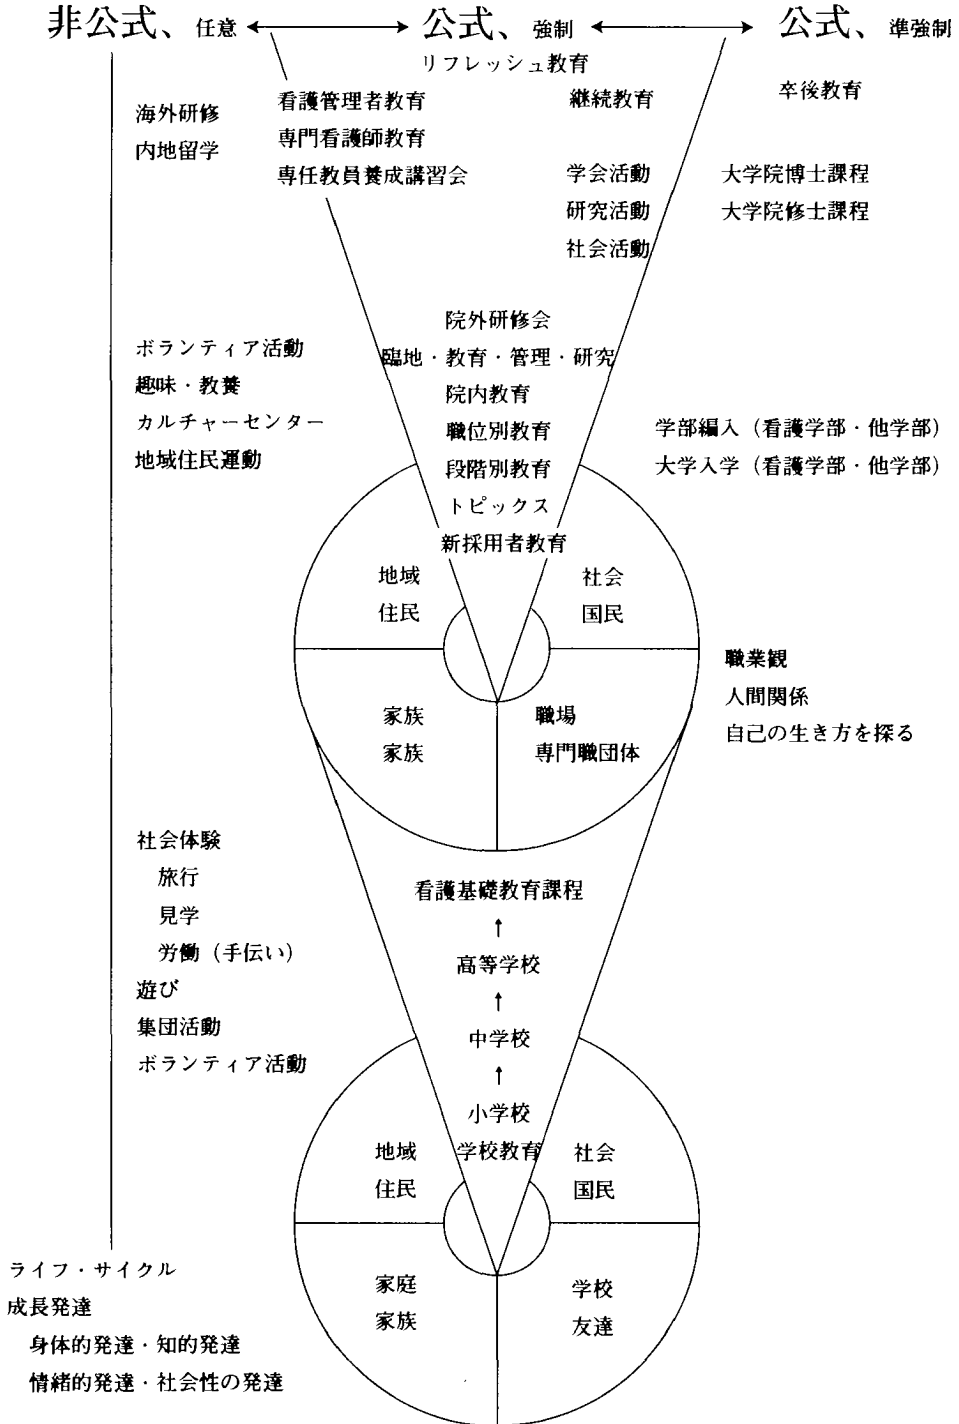 非公式、任意 公式、強制 公式、準強制
リフレッシュ教育
海外研修
内地留学
看護管理者教育
専門看護師教育
専任教員養成講習会
継続教育
学会活動
研究活動
社会活動
卒後教育
大学院博士課程
大学院修士課程
ボランティア活動
趣味・教養
カルチャーセンター
地域住民運動
院外研修会
臨地・教育・管理・研究
院内教育
職位別教育
段階別教育
トピックス
新採用者教育
学部編入（看護学部・他学部）
大学入学（看護学部・他学部）
地域
住民
社会
国民
家族
家族
職場
専門職団体
職業観
人間関係
自己の生き方を探る
社会体験
旅行
見学
労働（手伝い）
遊び
集団活動
ボランティア活動
看護基礎教育課程
↑
高等学校
↑
中学校
↑
小学校
学校教育
地域
住民
社会
国民
家庭
家族
学校
友達
ライフ・サイクル
成長発達
身体的発達・知的発達
情緒的発達・社会性の発達